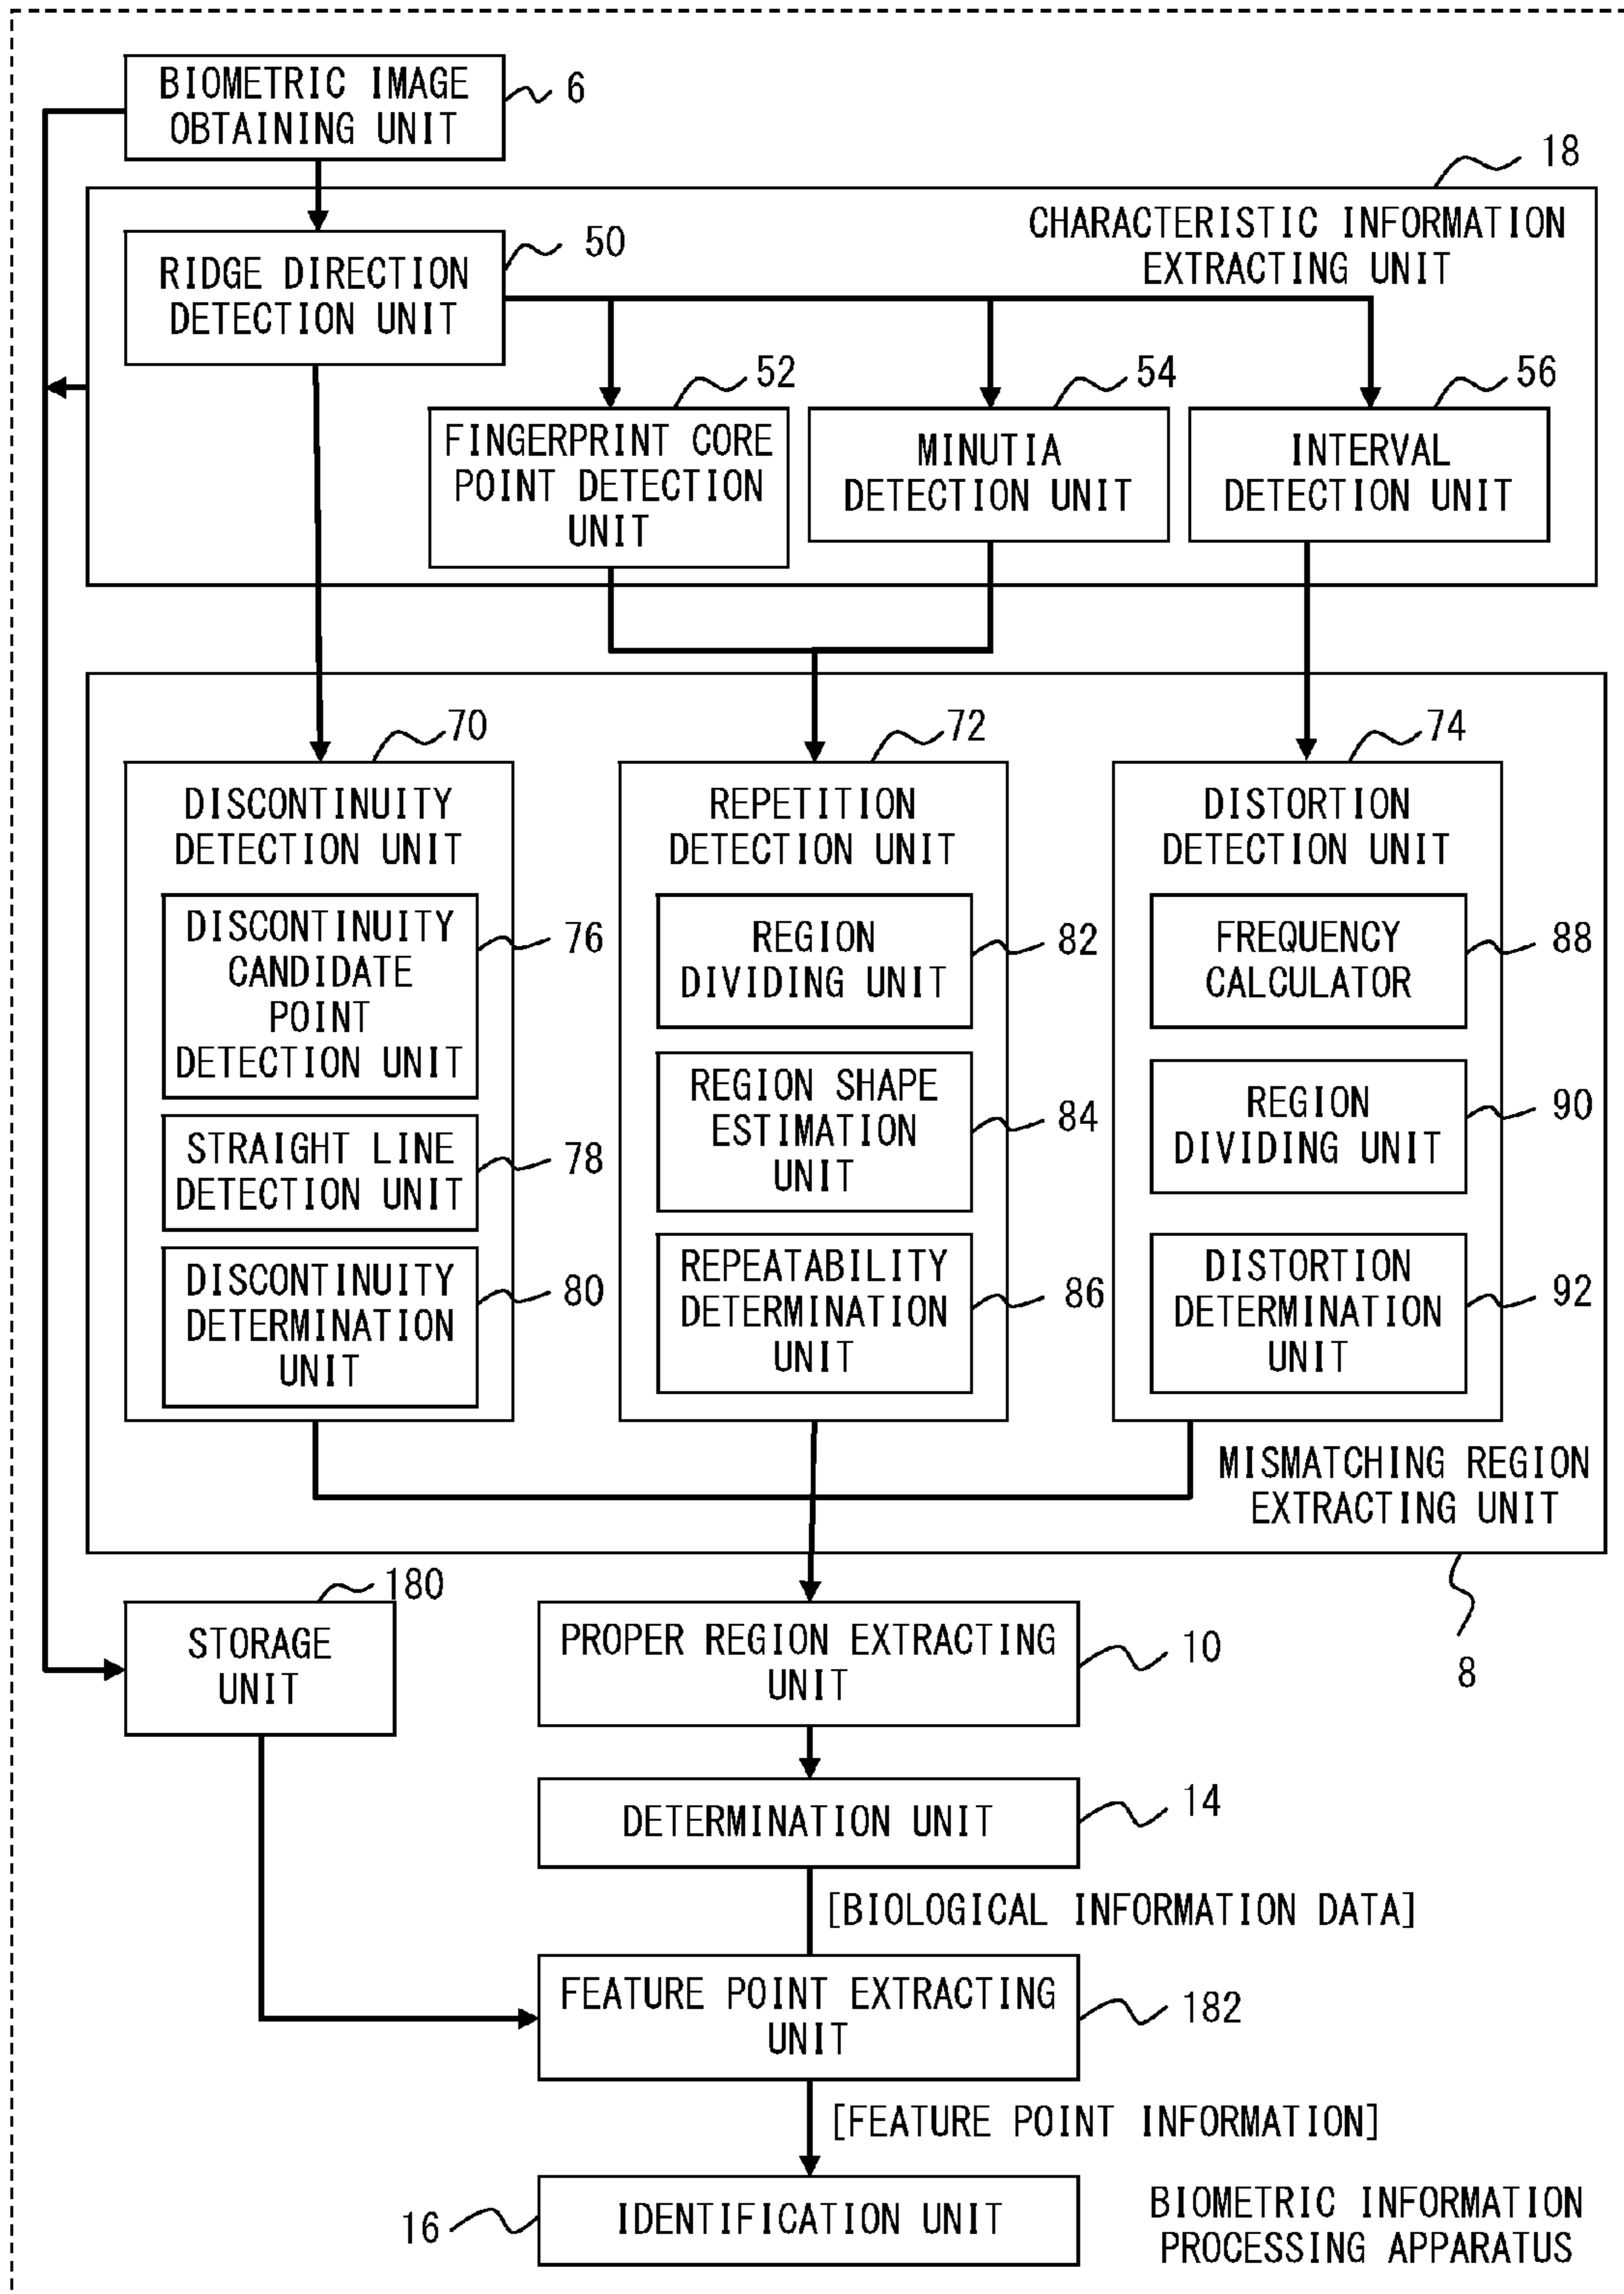 BIOMETRIC IMAGE
OBTAINING UNIT
6
18
CHARACTERISTIC INFORMATION
EXTRACTING UNIT
RIDGE DIRECTION
DETECTION UNIT
50
52
54
56
FINGERPRINT CORE
POINT DETECTION
UNIT
MINUTIA
DETECTION UNIT
INTERVAL
DETECTION UNIT
70
72
74
DISCONTINUITY
DETECTION UNIT
DISCONTINUITY
CANDIDATE
POINT
DETECTION UNIT
76
STRAIGHT LINE
DETECTION UNIT
78
DISCONTINUITY
DETERMINATION
UNIT
80
REPETITION
DETECTION UNIT
REGION
DIVIDING UNIT
82
REGION SHAPE
ESTIMATION
UNIT
84
REPEATABILITY
DETERMINATION
UNIT
86
DISTORTION
DETECTION UNIT
FREQUENCY
CALCULATOR
88
REGION
DIVIDING UNIT
90
DISTORTION
DETERMINATION
UNIT
92
MISMATCHING REGION
EXTRACTING UNIT
8
180
STORAGE
UNIT
PROPER REGION EXTRACTING
UNIT
10
DETERMINATION UNIT
14
[BIOLOGICAL INFORMATION DATA]
FEATURE POINT EXTRACTING
UNIT
182
[FEATURE POINT INFORMATION]
16
IDENTIFICATION UNIT
BIOMETRIC INFORMATION
PROCESSING APPARATUS